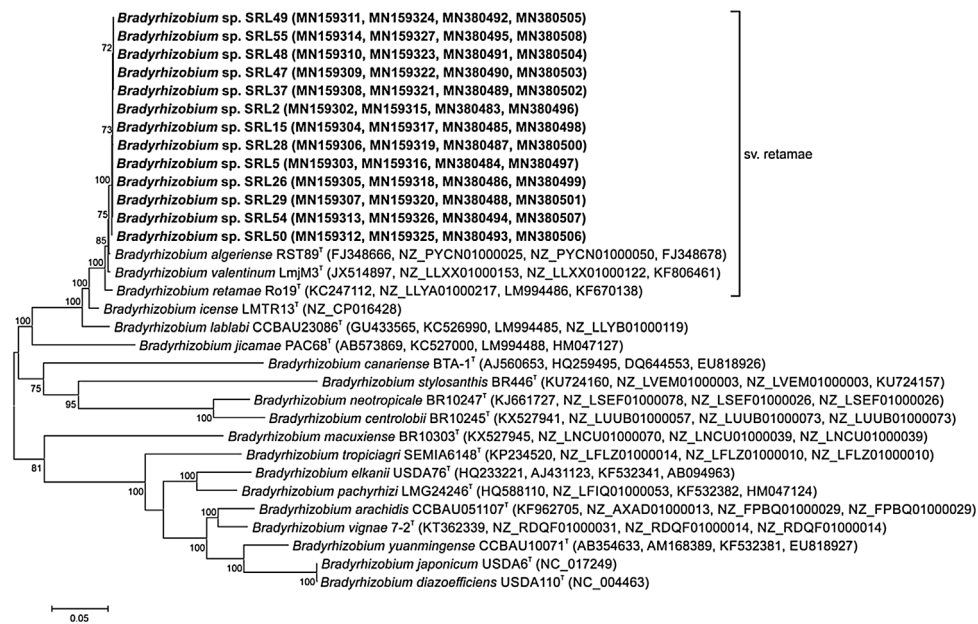 Bradyrhizobium sp. SRL49 (MN159311, MN159324, MN380492, MN380505)
Bradyrhizobium sp. SRL55 (MN159314, MN159327, MN380495, MN380508)
72
Bradyrhizobium sp. SRL48 (MN159310, MN159323, MN380491, MN380504)
Bradyrhizobium sp. SRL47 (MN159309, MN159322, MN380490, MN380503)
Bradyrhizobium sp. SRL37 (MN159308, MN159321, MN380489, MN380502)
Bradyrhizobium sp. SRL2 (MN159302, MN159315, MN380483, MN380496)
73
Bradyrhizobium sp. SRL15 (MN159304, MN159317, MN380485, MN380498)
Bradyrhizobium sp. SRL28 (MN159306, MN159319, MN380487, MN380500)
sv. retamae
Bradyrhizobium sp. SRL5 (MN159303, MN159316, MN380484, MN380497)
100
Bradyrhizobium sp. SRL26 (MN159305, MN159318, MN380486, MN380499)
Bradyrhizobium sp. SRL29 (MN159307, MN159320, MN380488, MN380501)
75
Bradyrhizobium sp. SRL54 (MN159313, MN159326, MN380494, MN380507)
Bradyrhizobium sp. SRL50 (MN159312, MN159325, MN380493, MN380506)
85
Bradyrhizobium algeriense RST89T (FJ348666, NZ_PYCN01000025, NZ_PYCN01000050, FJ348678)
100
Bradyrhizobium valentinum LmjM3T (JX514897, NZ_LLXX01000153, NZ_LLXX01000122, KF806461)
100
Bradyrhizobium retamae Ro19T (KC247112, NZ_LLYA01000217, LM994486, KF670138)
100
Bradyrhizobium icense LMTR13T (NZ_CP016428)
100
Bradyrhizobium lablabi CCBAU23086T (GU433565, KC526990, LM994485, NZ_LLYB01000119)
Bradyrhizobium jicamae PAC68T (AB573869, KC527000, LM994488, HM047127)
Bradyrhizobium canariense BTA-1T (AJ560653, HQ259495, DQ644553, EU818926)
75
Bradyrhizobium stylosanthis BR446T (KU724160, NZ_LVEM01000003, NZ_LVEM01000003, KU724157)
95
Bradyrhizobium neotropicale BR10247T (KJ661727, NZ_LSEF01000078, NZ_LSEF01000026, NZ_LSEF01000026)
100
Bradyrhizobium centrolobii BR10245T (KX527941, NZ_LUUB01000057, NZ_LUUB01000073, NZ_LUUB01000073)
Bradyrhizobium macuxiense BR10303T (KX527945, NZ_LNCU01000070, NZ_LNCU01000039, NZ_LNCU01000039)
81
Bradyrhizobium tropiciagri SEMIA6148T (KP234520, NZ_LFLZ01000014, NZ_LFLZ01000010, NZ_LFLZ01000010)
100
Bradyrhizobium elkanii USDA76T (HQ233221, AJ431123, KF532341, AB094963)
100
Bradyrhizobium pachyrhizi LMG24246T (HQ588110, NZ_LFIQ01000053, KF532382, HM047124)
Bradyrhizobium arachidis CCBAU051107T (KF962705, NZ_AXAD01000013, NZ_FPBQ01000029, NZ_FPBQ01000029)
100
Bradyrhizobium vignae 7-2T (KT362339, NZ_RDQF01000031, NZ_RDQF01000014, NZ_RDQF01000014)
100
Bradyrhizobium yuanmingense CCBAU10071T (AB354633, AM168389, KF532381, EU818927)
100
Bradyrhizobium japonicum USDA6T (NC_017249)
100
Bradyrhizobium diazoefficiens USDA110T (NC_004463)
0.05